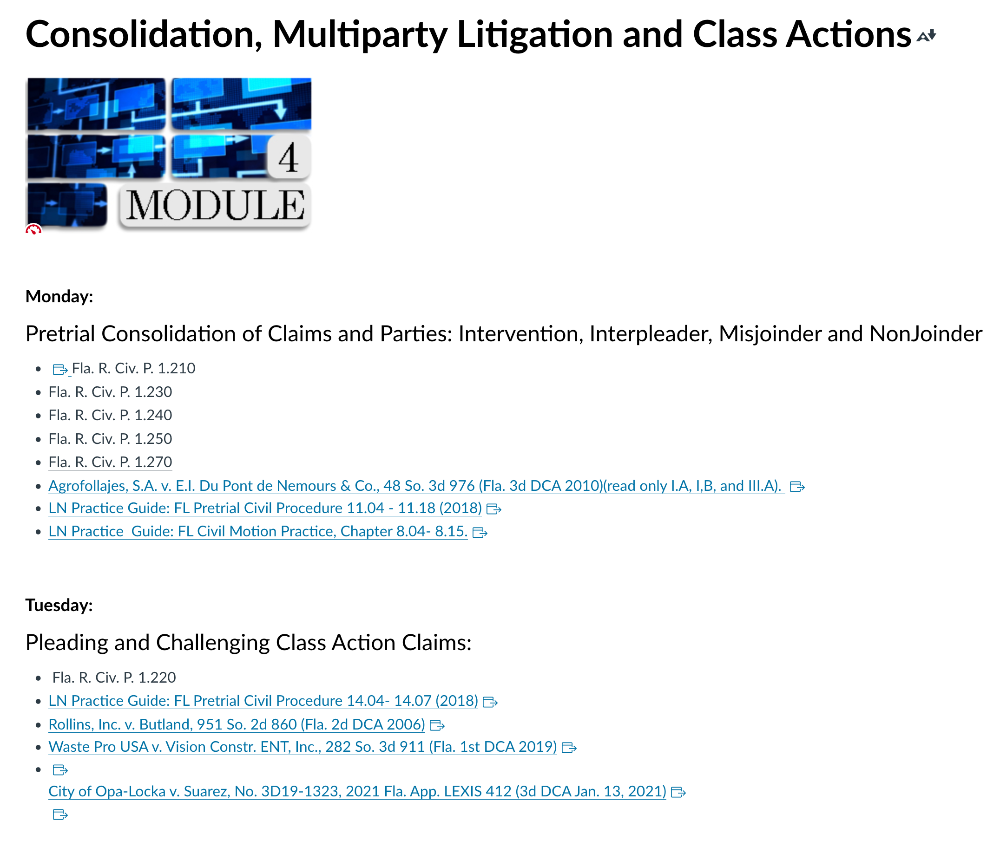 Consolidation, Multiparty Litigation and Class Actions
4
MODULE
Monday:
Pretrial Consolidation of Claims and Parties: Intervention, Interpleader, Misjoinder and NonJoinder
Fla. R. Civ. P. 1.210
Fla. R. Civ. P. 1.230
Fla. R. Civ. P. 1.240
Fla. R. Civ. P. 1.250
Fla. R. Civ. P. 1.270
Agrofollajes, S.A. v. E.I. Du Pont de Nemours & Co., 48 So. 3d 976 (Fla. 3d DCA 2010)(read only I.A, I,B, and III.A).
LN Practice Guide: FL Pretrial Civil Procedure 11.04 - 11.18 (2018)
LN Practice  Guide: FL Civil Motion Practice, Chapter 8.04- 8.15.
Tuesday:
Pleading and Challenging Class Action Claims:
Fla. R. Civ. P. 1.220
LN Practice Guide: FL Pretrial Civil Procedure 14.04- 14.07 (2018)
Rollins, Inc. v. Butland, 951 So. 2d 860 (Fla. 2d DCA 2006)
Waste Pro USA v. Vision Constr. ENT, Inc., 282 So. 3d 911 (Fla. 1st DCA 2019)
City of Opa-Locka v. Suarez, No. 3D19-1323, 2021 Fla. App. LEXIS 412 (3d DCA Jan. 13, 2021)